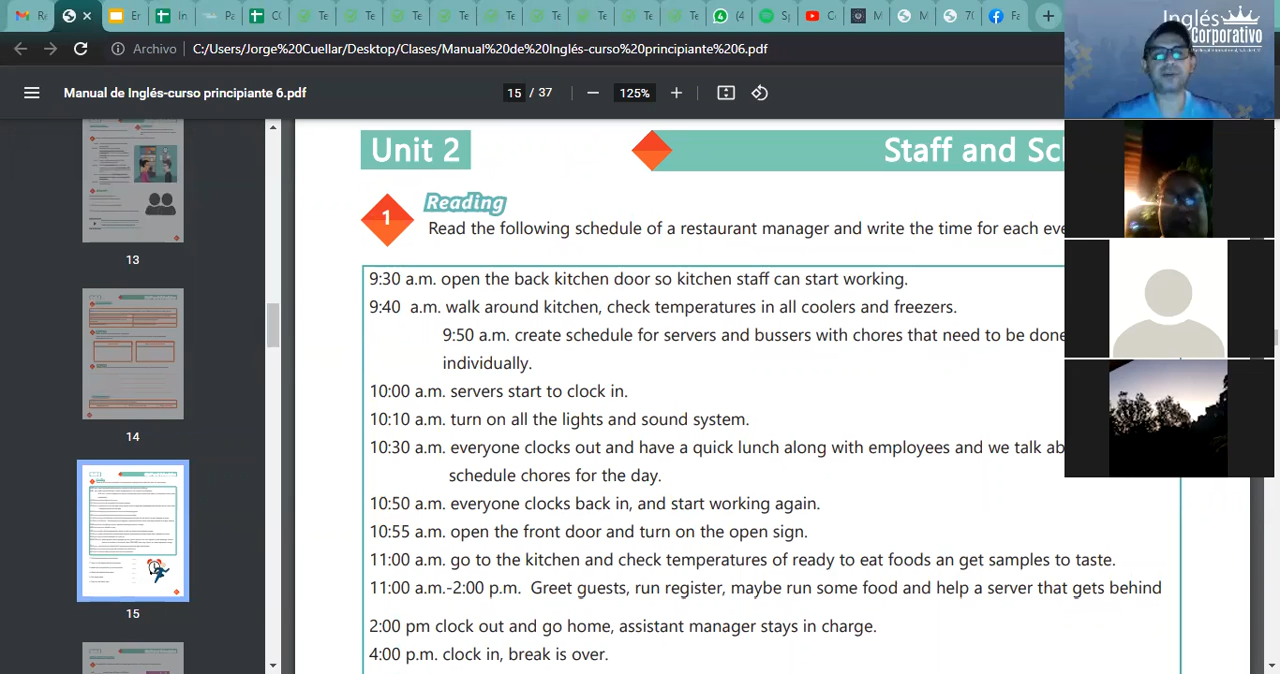 Archivo C:/Users/Jorge%20Cuellar/Desktop/Clases/Manual%20de%20Inglés-curso%20principiante%206.pdf
Inglés
Corporativo
Manual de Inglés-curso principiante 6.pdf
15 / 37
125%
13
14
15
Unit 2
Staff and Sc
1
Reading
Read the following schedule of a restaurant manager and write the time for each eve
9:30 a.m. open the back kitchen door so kitchen staff can start working.
9:40 a.m. walk around kitchen, check temperatures in all coolers and freezers.
9:50 a.m. create schedule for servers and bussers with chores that need to be done
individually.
10:00 a.m. servers start to clock in.
10:10 a.m. turn on all the lights and sound system.
10:30 a.m. everyone clocks out and have a quick lunch along with employees and we talk ab
schedule chores for the day.
10:50 a.m. everyone clocks back in, and start working again.
10:55 a.m. open the front door and turn on the open sign.
11:00 a.m. go to the kitchen and check temperatures of ready to eat foods an get samples to taste.
11:00 a.m.-2:00 p.m. Greet guests, run register, maybe run some food and help a server that gets behind
2:00 pm clock out and go home, assistant manager stays in charge.
4:00 p.m. clock in, break is over.